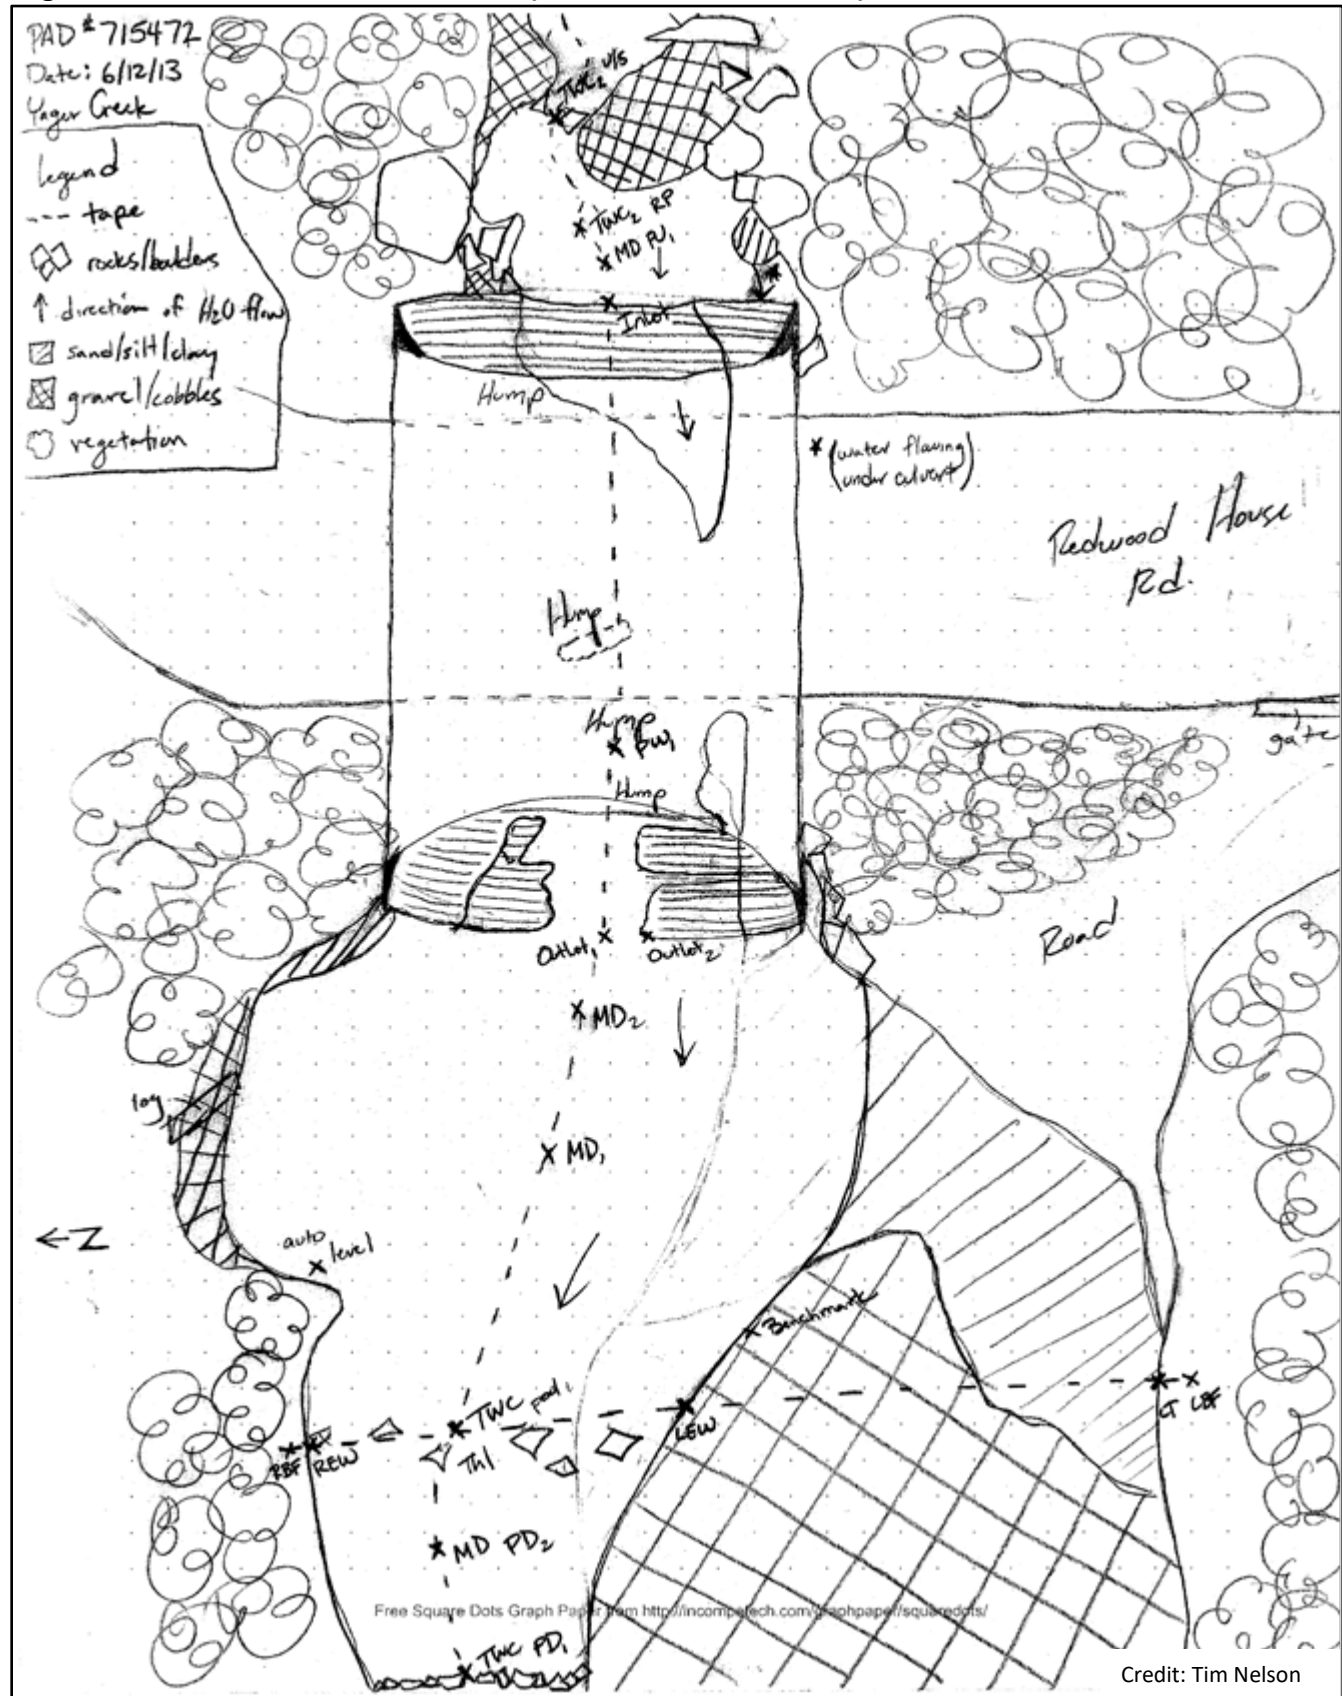 PAD # 715472
Date: 6/12/13
Yager Creek
Legend
--- tape
rocks/boulders
↑ direction of H2O flow
sand/silt/clay
gravel/cobbles
vegetation
TWC2 U/S
TWC2 RP
MD PU1
Inlet
Hump
* (water flowing
under culvert)
Redwood House
Rd.
Hump
Hump
BW1
Hump
gate
Outlet1
Outlet2
Road
MD2
log
MD1
←Z
auto
level
Benchmark
TWC pool1
LEW
LT LBF
RBF REW
Thl
MD PD2
Free Square Dots Graph Paper from http://incompetech.com/graphpaper/squaredots/
TWC PD1
Credit: Tim Nelson